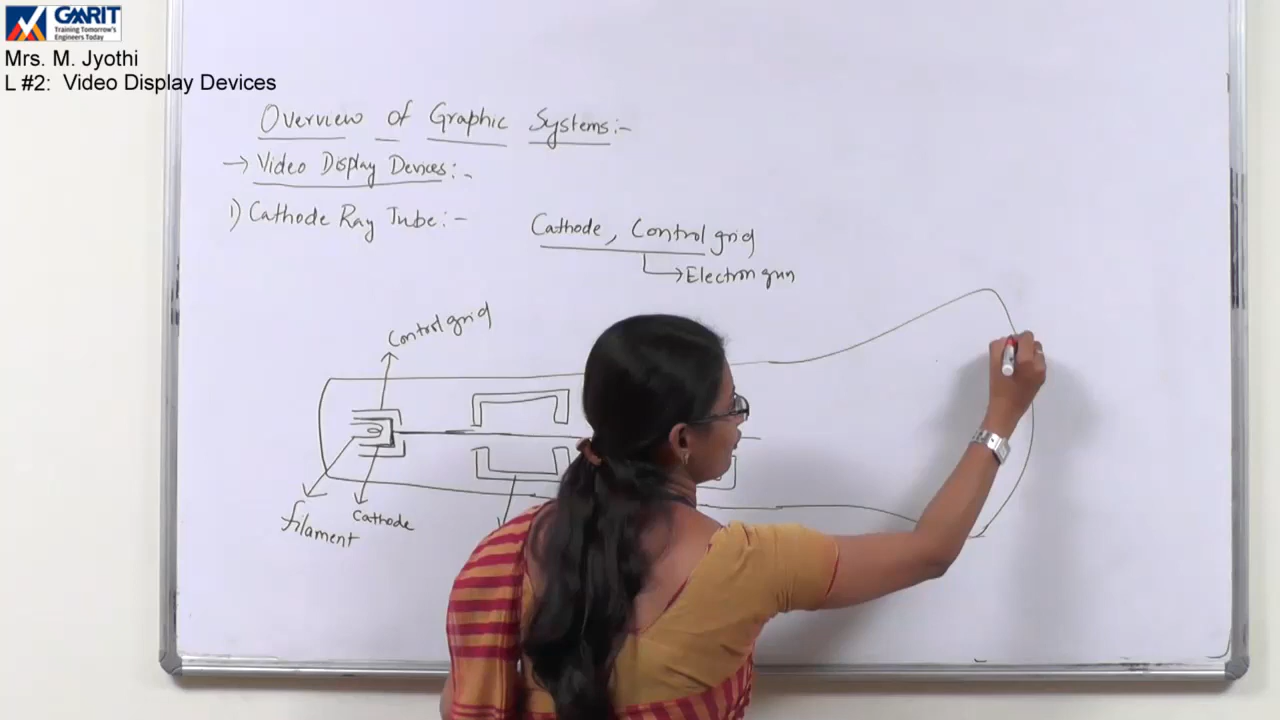 GMRIT
Training Tomorrow's
Engineers Today
Mrs. M. Jyothi
L #2: Video Display Devices
Overview of Graphic Systems:-
→ Video Display Devices:-
1) Cathode Ray Tube:-
Cathode, Control grid
→ Electron gun
Control grid
filament
Cathode